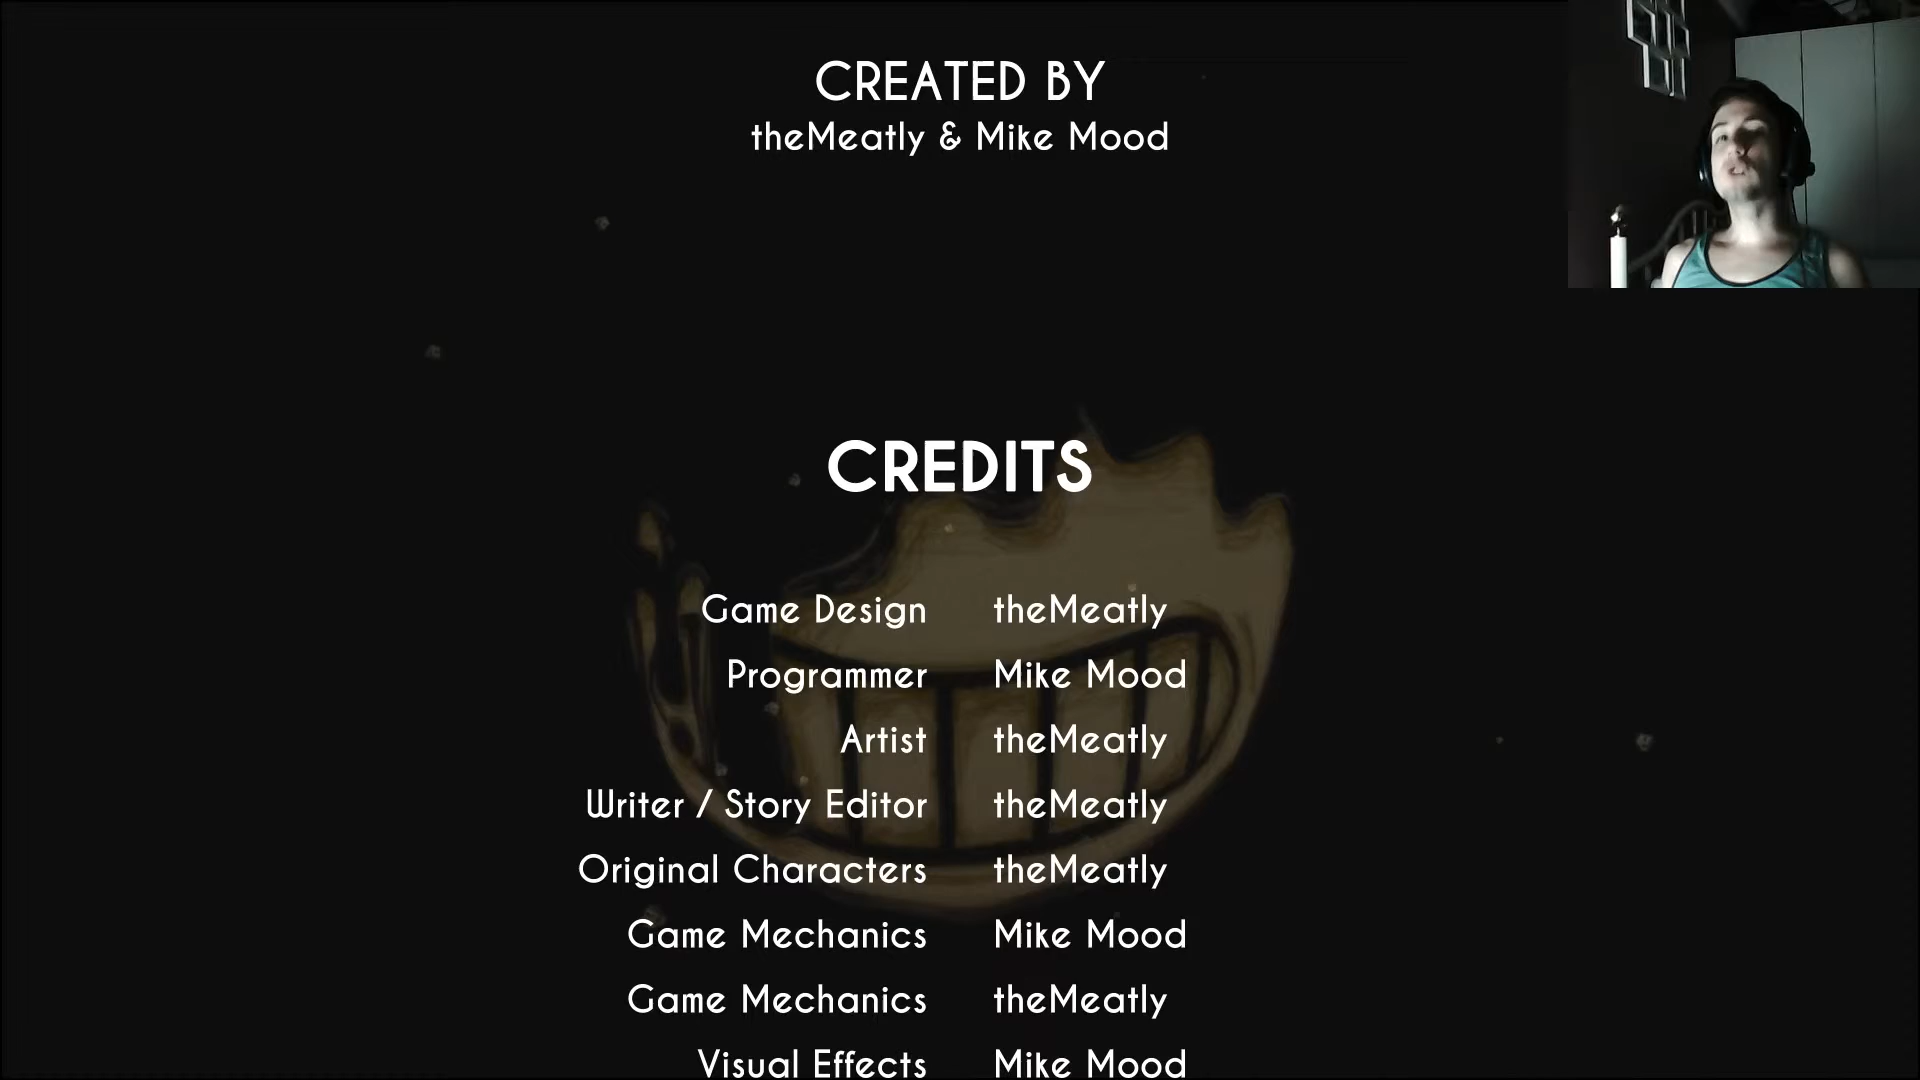 CREATED BY
theMeatly & Mike Mood
CREDITS
Game Design theMeatly
Programmer Mike Mood
Artist theMeatly
Writer / Story Editor theMeatly
Original Characters theMeatly
Game Mechanics Mike Mood
Game Mechanics theMeatly
Visual Effects Mike Mood